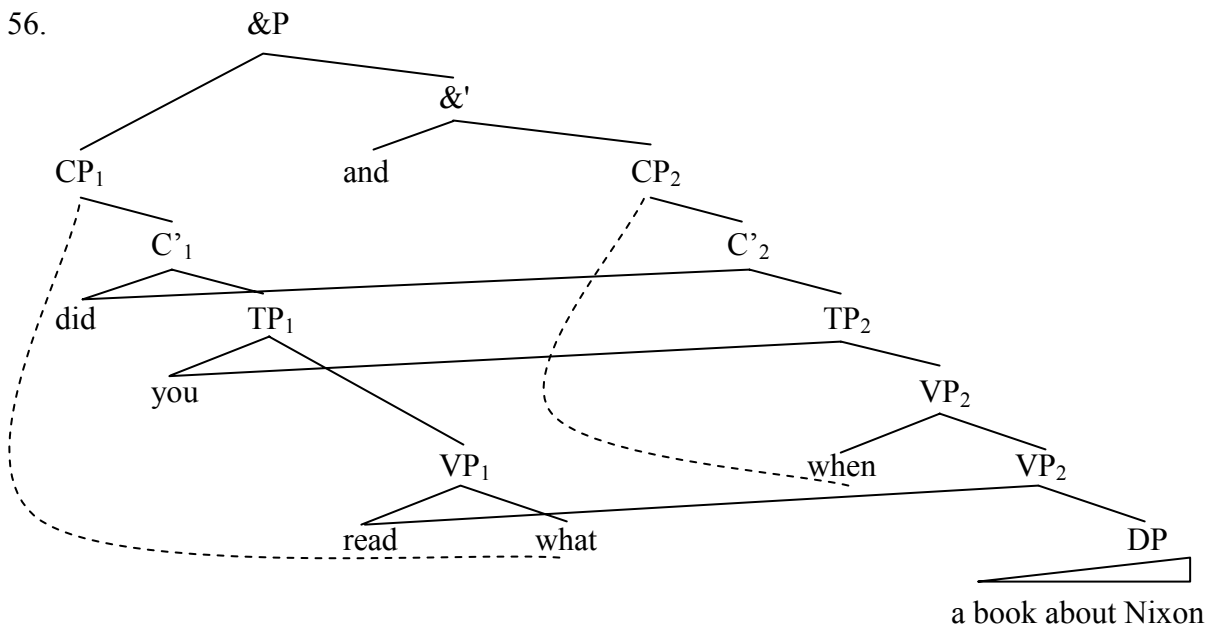 56. &P
&'
CP₁ and CP₂
C’₁ C’₂
did TP₁ TP₂
you VP₂
VP₁ when VP₂
read what DP
a book about Nixon